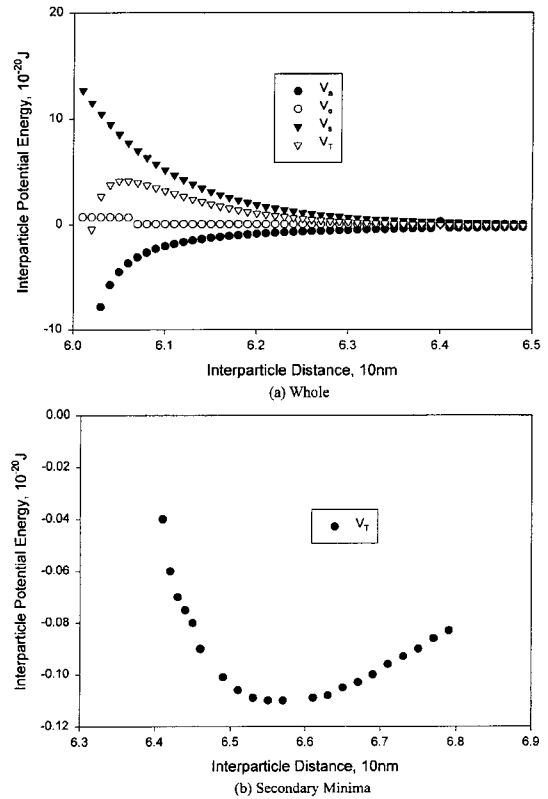 20
10
0
-10
Interparticle Potential Energy, 10-20J
Va
Vo
Vs
VT
6.0 6.1 6.2 6.3 6.4 6.5
Interparticle Distance, 10nm
(a) Whole
0.00
-0.02
-0.04
-0.06
-0.08
-0.10
-0.12
Interparticle Potential Energy, 10-20J
VT
6.3 6.4 6.5 6.6 6.7 6.8 6.9
Interparticle Distance, 10nm
(b) Secondary Minima